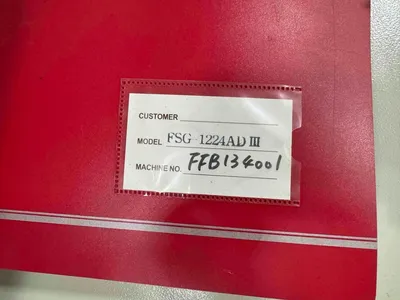 CUSTOMER
MODEL FSG 1224AD III
MACHINE NO. FFB134001